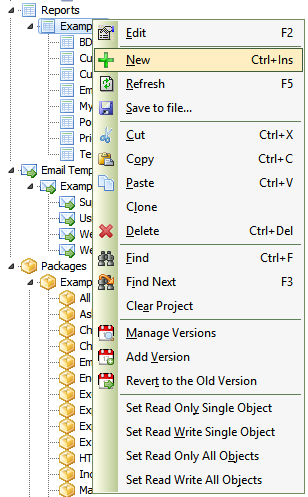 Reports
Examp
Edit F2
BD
New Ctrl+Ins
Cu
Refresh F5
Cu
Em
Save to file...
My
Po
Cut Ctrl+X
Pri
Copy Ctrl+C
Te
Email Temp
Paste Ctrl+V
Examp
Clone
Su
Us
Delete Ctrl+Del
We
We
Find Ctrl+F
Packages
Find Next F3
Examp
All
Clear Project
As
Ch
Manage Versions
Ch
Add Version
Em
En
Revert to the Old Version
Ex
Set Read Only Single Object
Ex
Ex
Set Read Write Single Object
Ex
HT
Set Read Only All Objects
Inc
Set Read Write All Objects
Ma